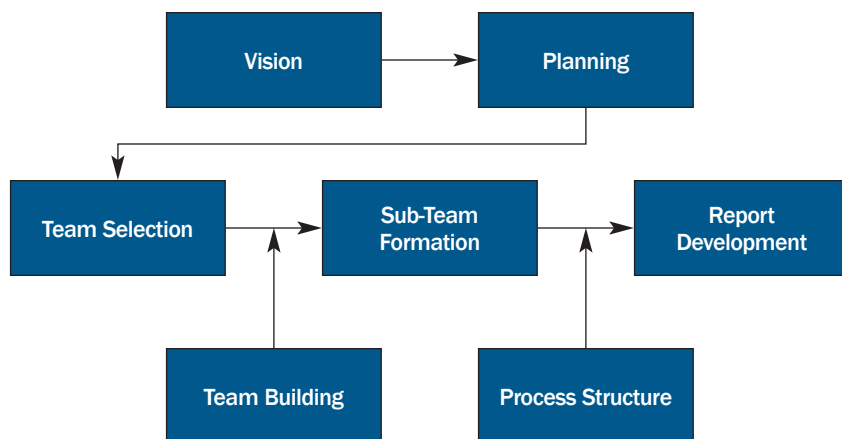 Vision
Planning
Team Selection
Sub-Team
Formation
Report
Development
Team Building
Process Structure